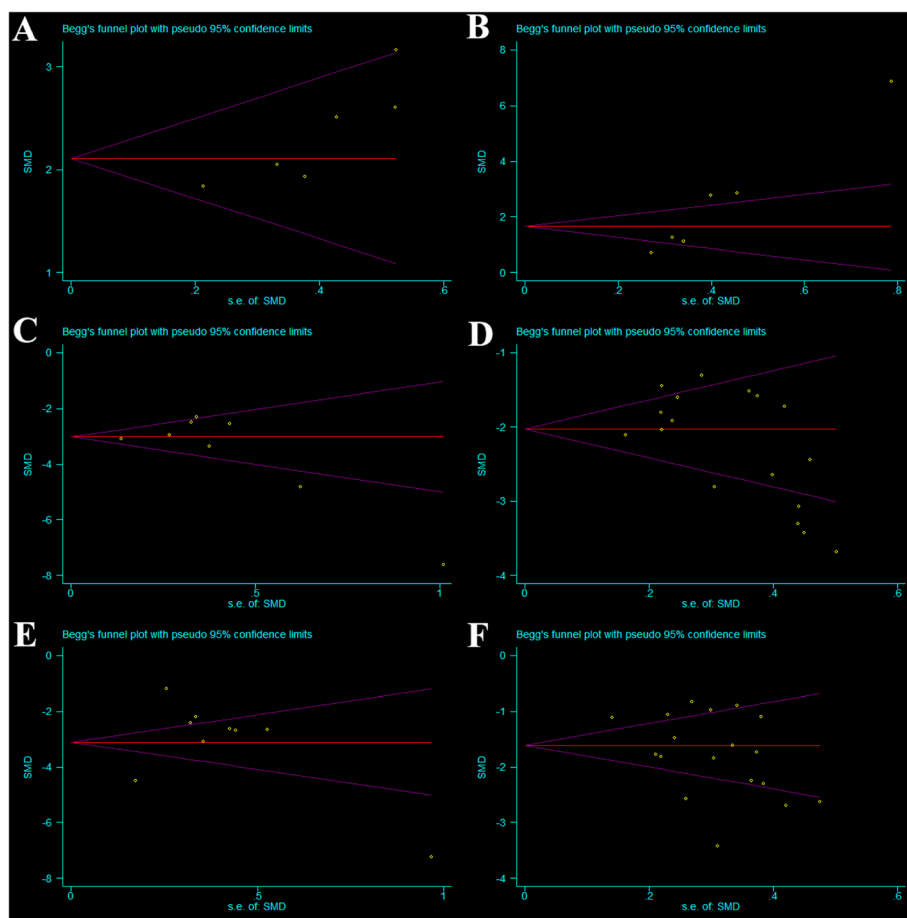 A
Begg's funnel plot with pseudo 95% confidence limits
SMD
3
2
1
0
.2
.4
.6
s.e. of: SMD
B
Begg's funnel plot with pseudo 95% confidence limits
SMD
8
6
4
2
0
0
.2
.4
.6
.8
s.e. of: SMD
C
Begg's funnel plot with pseudo 95% confidence limits
SMD
0
-2
-4
-6
-8
0
.5
1
s.e. of: SMD
D
Begg's funnel plot with pseudo 95% confidence limits
SMD
-1
-2
-3
-4
0
.2
.4
.6
s.e. of: SMD
E
Begg's funnel plot with pseudo 95% confidence limits
SMD
0
-2
-4
-6
-8
0
.5
1
s.e. of: SMD
F
Begg's funnel plot with pseudo 95% confidence limits
SMD
0
-1
-2
-3
-4
0
.2
.4
.6
s.e. of: SMD